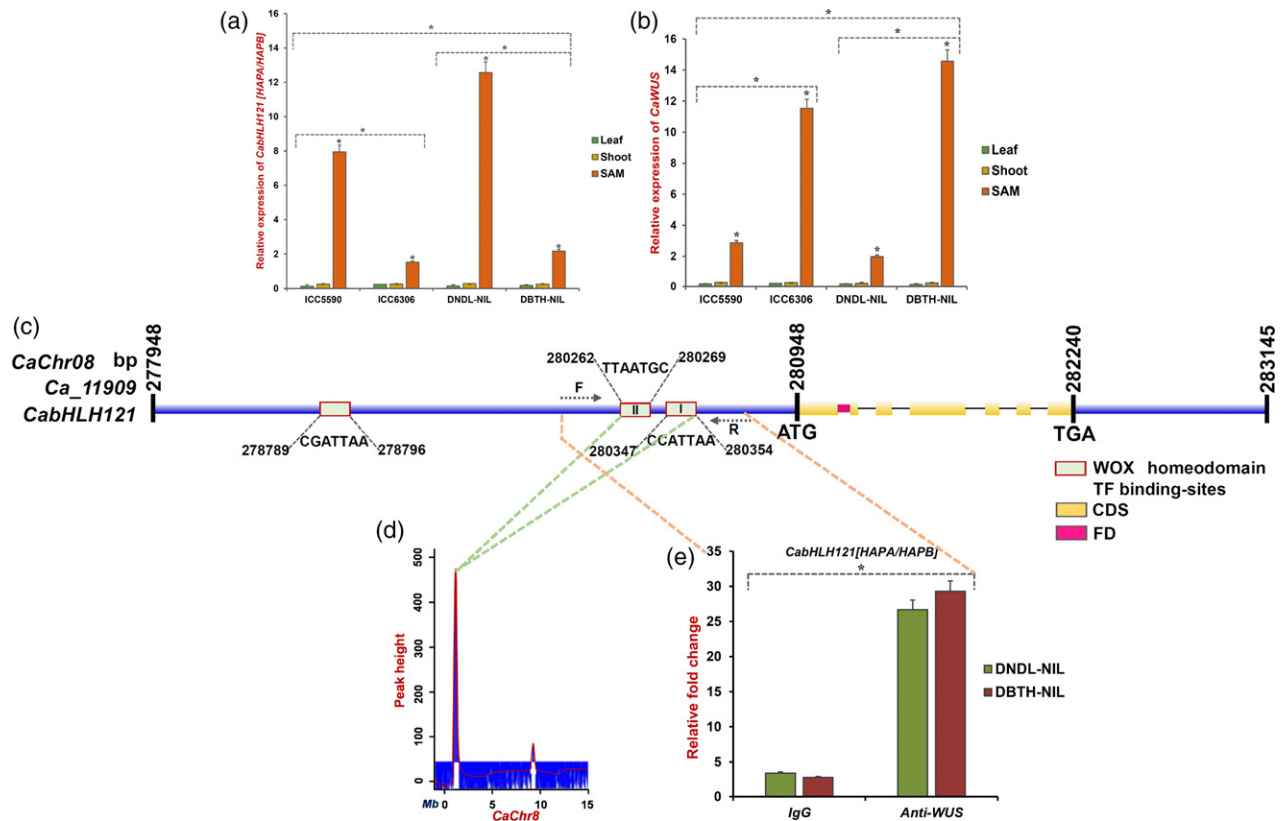 (a)
Relative expression of CabHLH121 [HAPA/HAPB]
16
14
12
10
8
6
4
2
0
*
*
*
*
*
*
*
Leaf
Shoot
SAM
ICC5590 ICC6306 DNDL-NIL DBTH-NIL
(b)
Relative expression of CaWUS
16
14
12
10
8
6
4
2
0
*
*
*
*
*
*
*
Leaf
Shoot
SAM
ICC5590 ICC6306 DNDL-NIL DBTH-NIL
(c)
CaChr08 bp
Ca_11909
CabHLH121
277948
278789 CGATTAA 278796
F
280262 TTAATGC 280269
II
I
280347 CCATTAA 280354
R
280948
ATG
282240
TGA
283145
WOX homeodomain
TF binding-sites
CDS
FD
(d)
Peak height
500
400
300
200
100
0
Mb 0 5 10 15
CaChr8
(e)
CabHLH121[HAPA/HAPB]
*
Relative fold change
35
30
25
20
15
10
5
0
DNDL-NIL
DBTH-NIL
IgG Anti-WUS